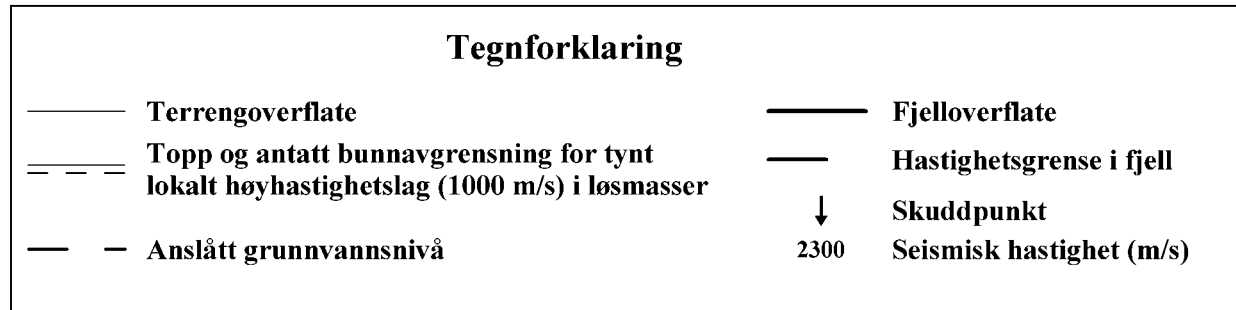 Tegnforklaring
Terrengoverflate
Topp og antatt bunnavgrensning for tynt
lokalt høyhastighetslag (1000 m/s) i løsmasser
Anslått grunnvannsnivå
Fjelloverflate
Hastighetsgrense i fjell
Skuddpunkt
2300 Seismisk hastighet (m/s)